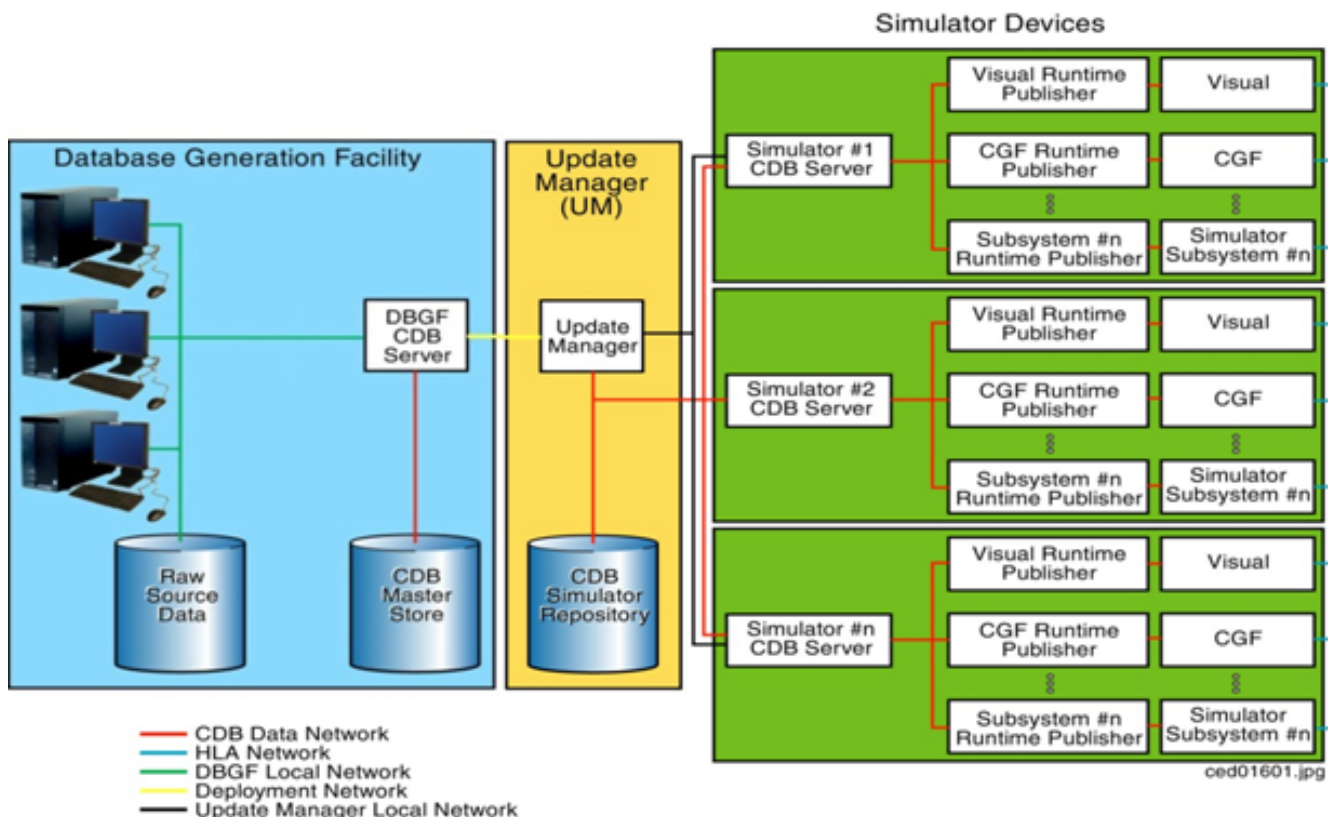 Simulator Devices
Database Generation Facility
Update
Manager
(UM)
DBGF
CDB
Server
Update
Manager
Raw
Source
Data
CDB
Master
Store
CDB
Simulator
Repository
Simulator #1
CDB Server
Visual Runtime
Publisher
Visual
CGF Runtime
Publisher
CGF
Subsystem #n
Runtime Publisher
Simulator
Subsystem #n
Simulator #2
CDB Server
Visual Runtime
Publisher
Visual
CGF Runtime
Publisher
CGF
Subsystem #n
Runtime Publisher
Simulator
Subsystem #n
Simulator #n
CDB Server
Visual Runtime
Publisher
Visual
CGF Runtime
Publisher
CGF
Subsystem #n
Runtime Publisher
Simulator
Subsystem #n
CDB Data Network
HLA Network
DBGF Local Network
Deployment Network
Update Manager Local Network
ced01601.jpg